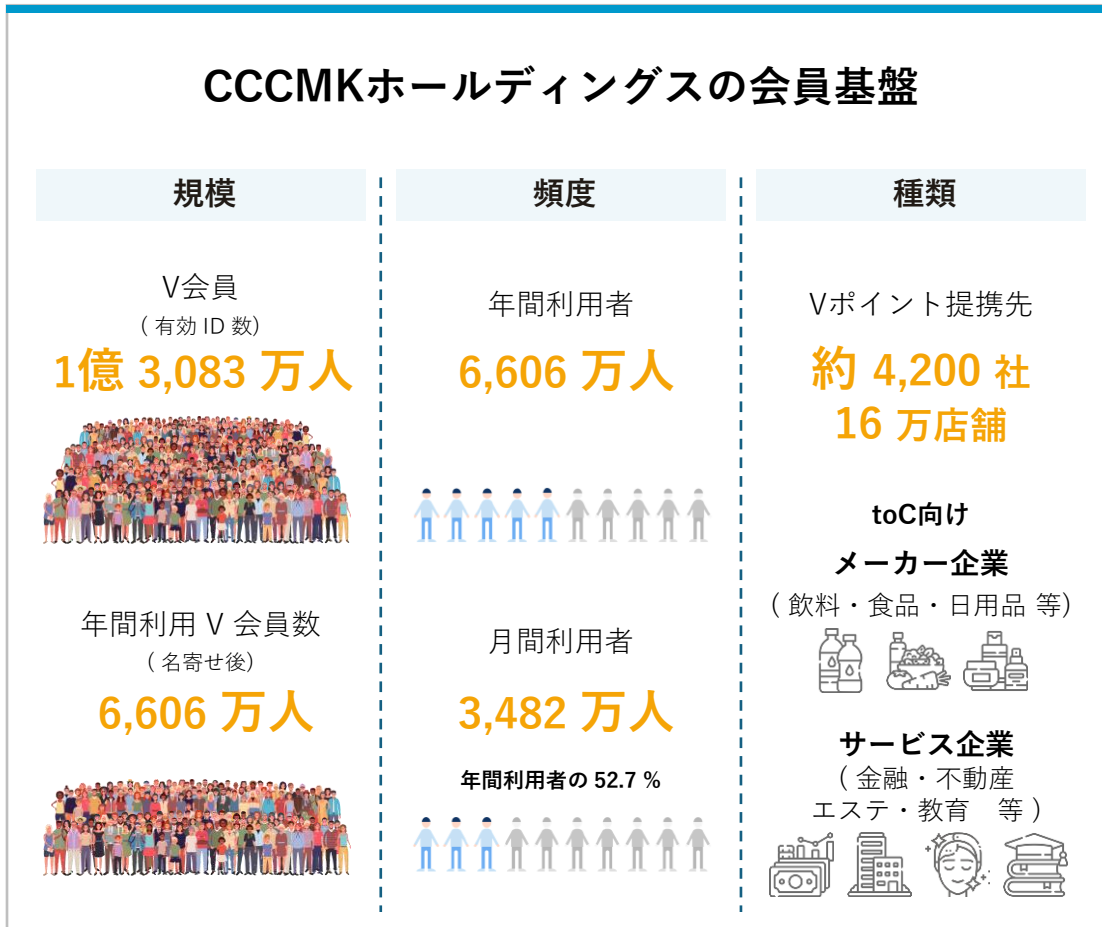 CCCMKホールディングスの会員基盤
規模
V会員
( 有効 ID 数)
1億 3,083 万人
年間利用 V 会員数
( 名寄せ後)
6,606 万人
頻度
年間利用者
6,606 万人
月間利用者
3,482 万人
年間利用者の 52.7 %
種類
Vポイント提携先
約 4,200 社
16 万店舗
toC向け
メーカー企業
( 飲料・食品・日用品 等)
サービス企業
( 金融・不動産
エステ・教育　等 )